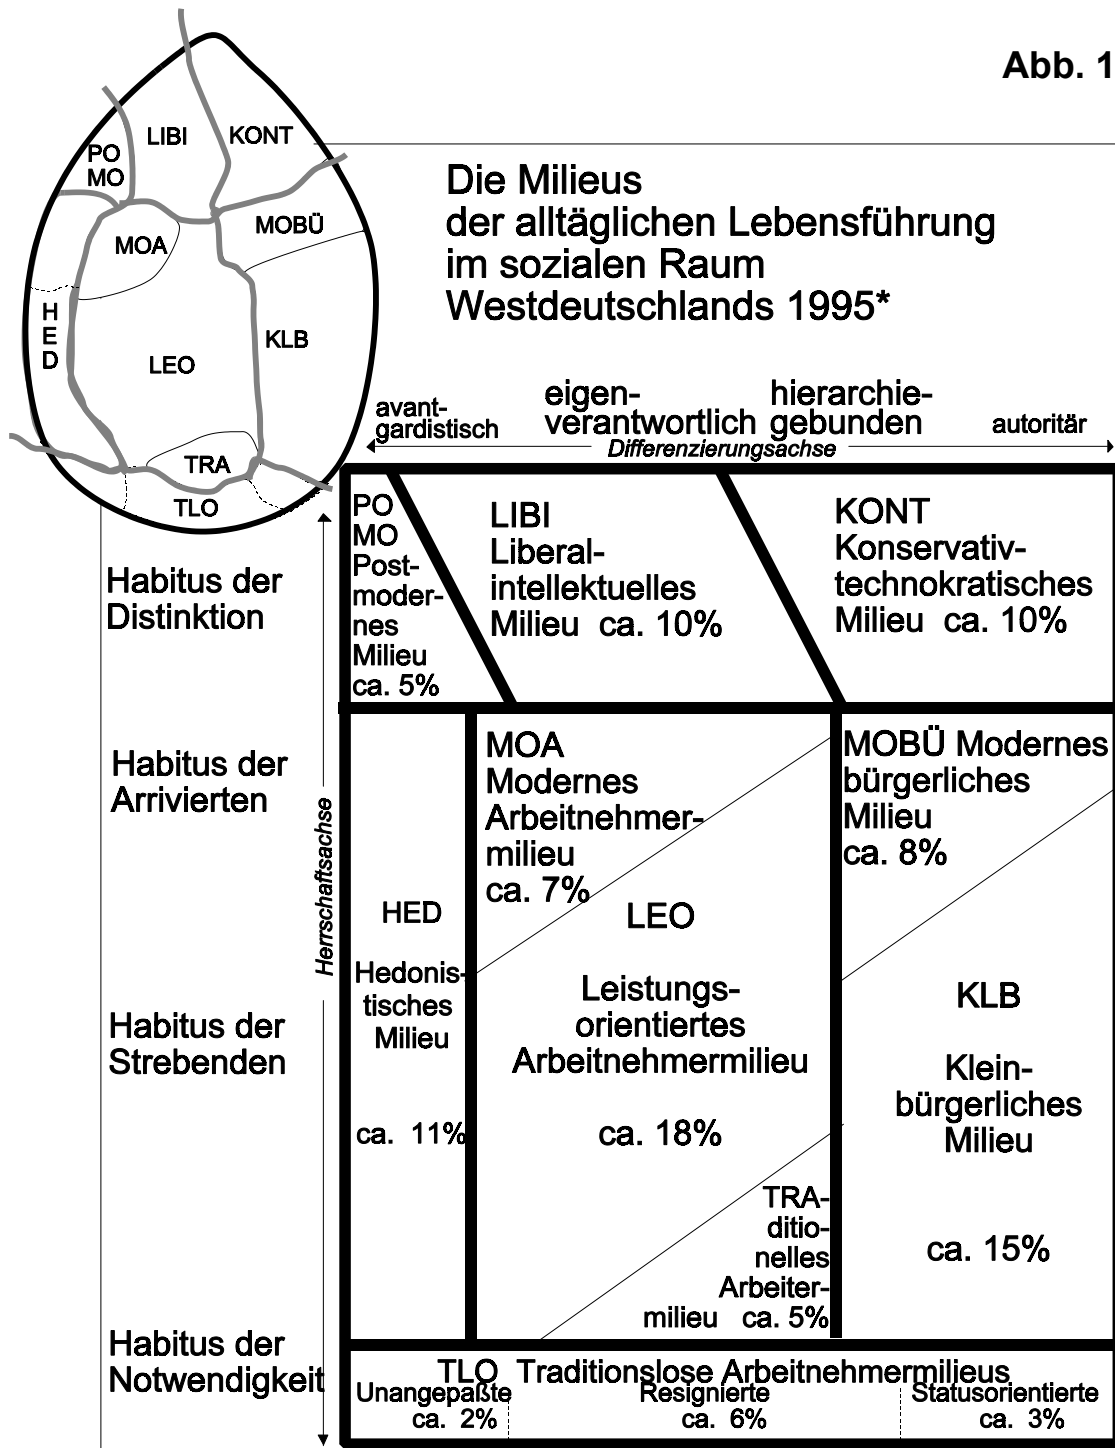 Abb. 1
LIBI
KONT
PO
MO
MOBÜ
MOA
H
E
D
KLB
LEO
TRA
TLO
Die Milieus
der alltäglichen Lebensführung
im sozialen Raum
Westdeutschlands 1995*
avant-
gardistisch
eigen-
verantwortlich
hierarchie-
gebunden
autoritär
Differenzierungsachse
Herrschaftsachse
Habitus der
Distinktion
Habitus der
Arrivierten
Habitus der
Strebenden
Habitus der
Notwendigkeit
PO
MO
Post-
moder-
nes
Milieu
ca. 5%
LIBI
Liberal-
intellektuelles
Milieu ca. 10%
KONT
Konservativ-
technokratisches
Milieu ca. 10%
HED
Hedonis-
tisches
Milieu
ca. 11%
MOA
Modernes
Arbeitnehmer-
milieu
ca. 7%
LEO
Leistungs-
orientiertes
Arbeitnehmermilieu
ca. 18%
TRA-
ditio-
nelles
Arbeiter-
milieu ca. 5%
MOBÜ Modernes
bürgerliches
Milieu
ca. 8%
KLB
Klein-
bürgerliches
Milieu
ca. 15%
TLO Traditionslose Arbeitnehmermilieus
Unangepaßte
ca. 2%
Resignierte
ca. 6%
Statusorientierte
ca. 3%